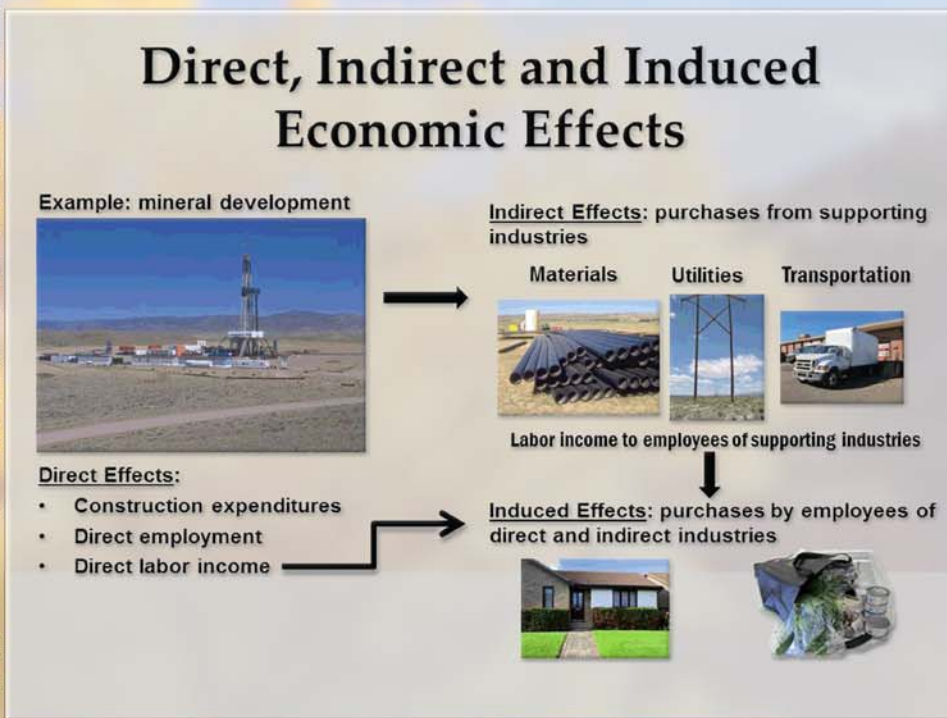 Direct, Indirect and Induced
Economic Effects
Example: mineral development
Direct Effects:
• Construction expenditures
• Direct employment
• Direct labor income
Indirect Effects: purchases from supporting
industries
Materials
Utilities
Transportation
Labor income to employees of supporting industries
Induced Effects: purchases by employees of
direct and indirect industries